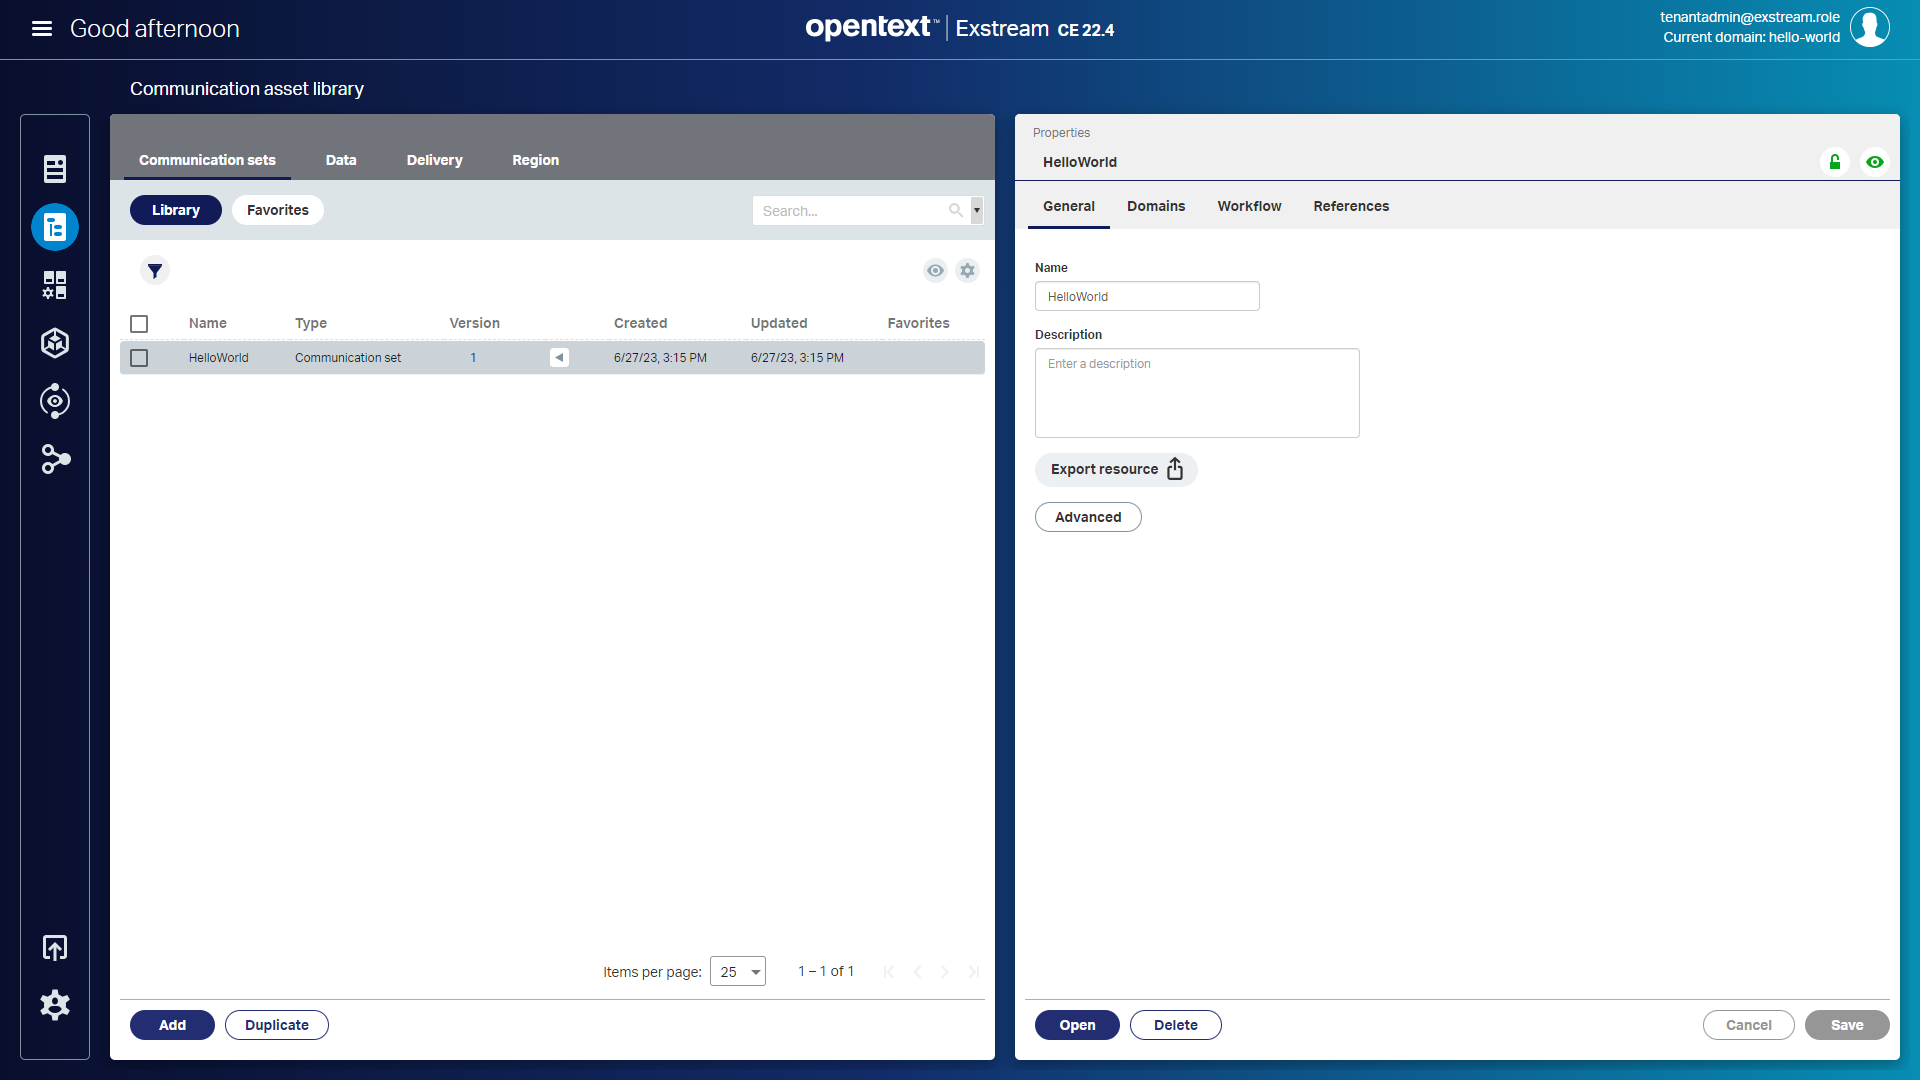 Good afternoon
opentext™ | Exstream CE 22.4
tenantadmin@exstream.role
Current domain: hello-world
Communication asset library
Communication sets Data Delivery Region
Library Favorites Search...
Name Type Version Created Updated Favorites
HelloWorld Communication set 1 6/27/23, 3:15 PM 6/27/23, 3:15 PM
Items per page: 25 1 – 1 of 1
Add Duplicate
Properties
HelloWorld
General Domains Workflow References
Name
HelloWorld
Description
Enter a description
Export resource
Advanced
Open Delete Cancel Save